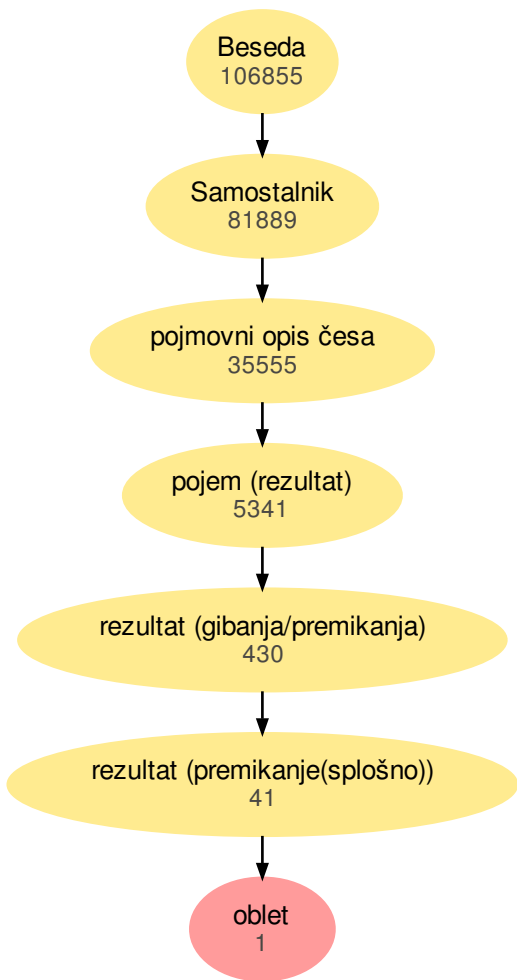 Beseda
106855
Samostalnik
81889
pojmovni opis česa
35555
pojem (rezultat)
5341
rezultat (gibanja/premikanja)
430
rezultat (premikanje(splošno))
41
oblet
1